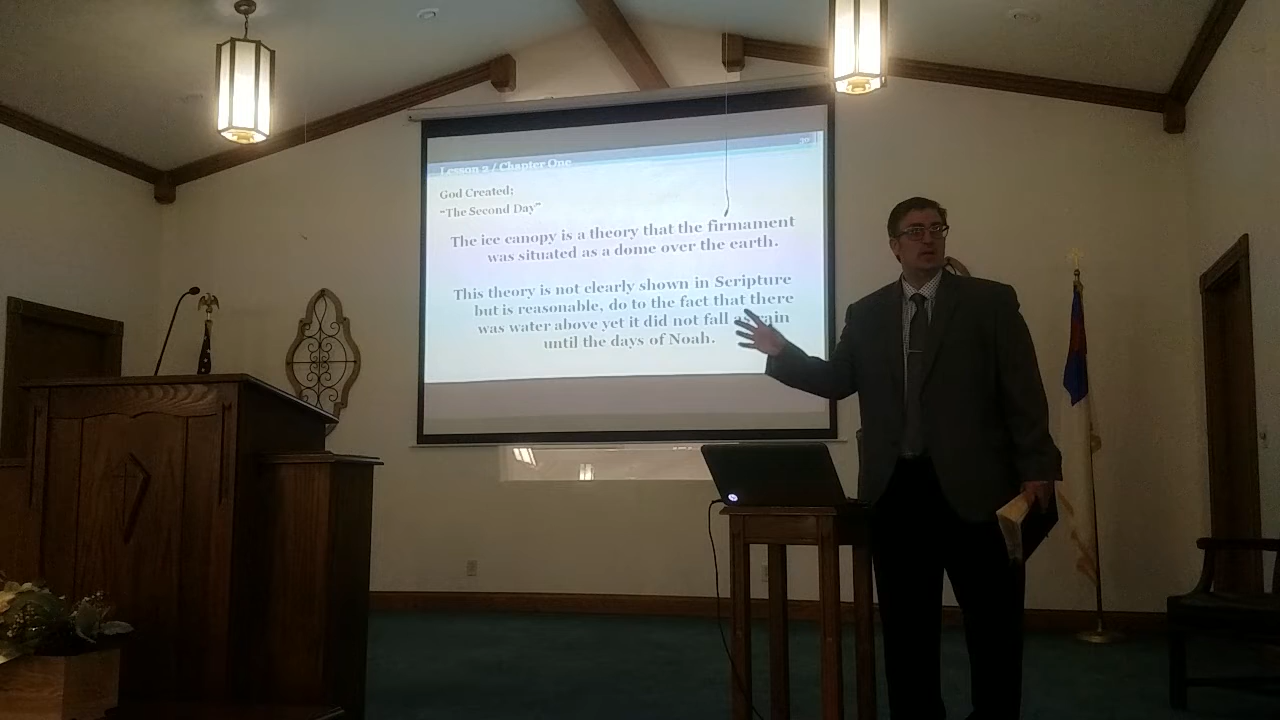 Lesson 2 / Chapter One
God Created:
“The Second Day”
The ice canopy is a theory that the firmament
was situated as a dome over the earth.
This theory is not clearly shown in Scripture
but is reasonable, do to the fact that there
was water above yet it did not fall as rain
until the days of Noah.